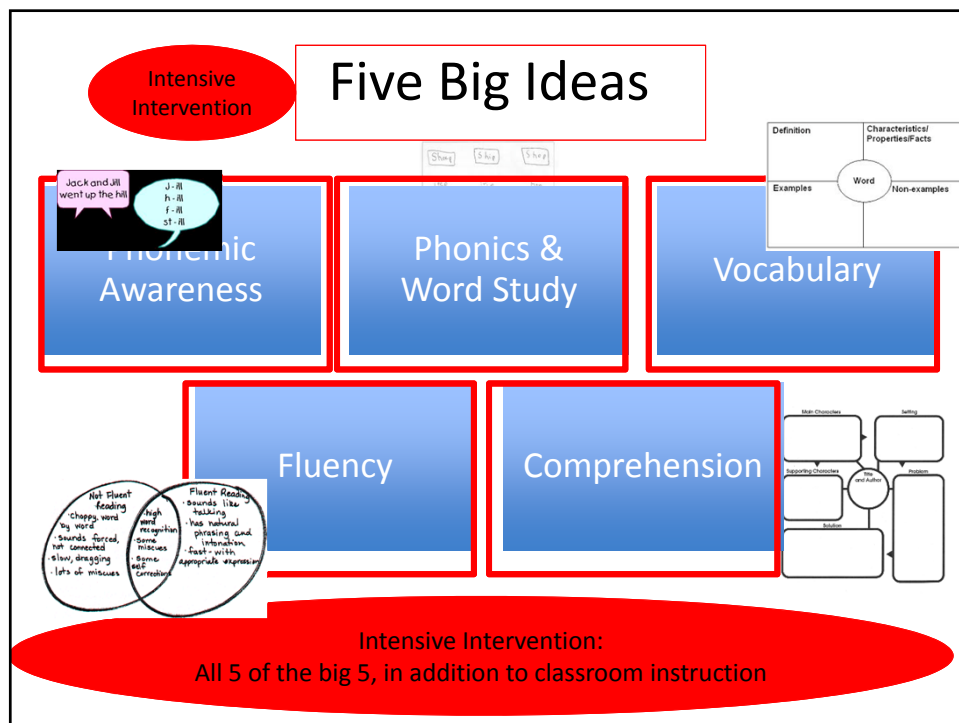 Intensive
Intervention
Five Big Ideas
Shop
Ship
Jack and Jill
went up the hill
j - ill
h - ill
f - ill
st - ill
Phonemic
Awareness
Phonics &
Word Study
Definition
Characteristics/
Properties/Facts
Word
Examples
Non-examples
Vocabulary
Fluency
Comprehension
Not Fluent
Reading
· choppy, word
by word
· sounds forced,
not connected
· slow, dragging
· lots of miscues
· high
word
recognition
· some
miscues
· some
self
corrections
Fluent Reading
· sounds like
talking
· has natural
phrasing and
intonation
· fast - with
appropriate expression
Main Characters
Setting
Supporting Characters
Title
and Author
Problem
Solution
Intensive Intervention:
All 5 of the big 5, in addition to classroom instruction